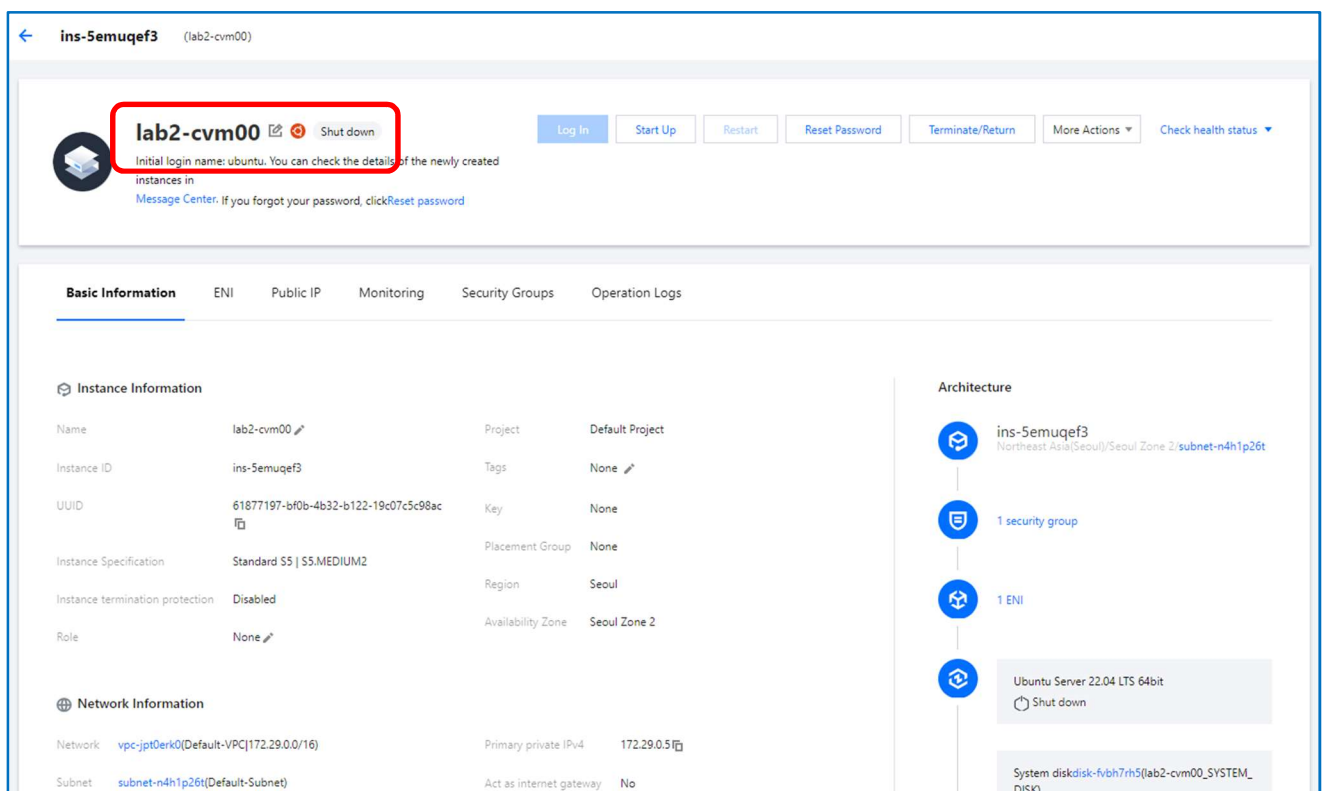 ins-5emuqef3 (lab2-cvm00)
lab2-cvm00 Shut down
Log In Start Up Restart Reset Password Terminate/Return More Actions Check health status
Initial login name: ubuntu. You can check the details of the newly created
instances in
Message Center. If you forgot your password, clickReset password
Basic Information ENI Public IP Monitoring Security Groups Operation Logs
Instance Information
Name lab2-cvm00
Instance ID ins-5emuqef3
UUID 61877197-bf0b-4b32-b122-19c07c5c98ac
Instance Specification Standard S5 | S5.MEDIUM2
Instance termination protection Disabled
Role None
Project Default Project
Tags None
Key None
Placement Group None
Region Seoul
Availability Zone Seoul Zone 2
Network Information
Network vpc-jpt0erk0(Default-VPC|172.29.0.0/16)
Subnet subnet-n4h1p26t(Default-Subnet)
Primary private IPv4 172.29.0.5
Act as internet gateway No
Architecture
ins-5emuqef3
Northeast Asia(Seoul)/Seoul Zone 2/subnet-n4h1p26t
1 security group
1 ENI
Ubuntu Server 22.04 LTS 64bit
Shut down
System diskdisk-fvbh7rh5(lab2-cvm00_SYSTEM_
DISK)